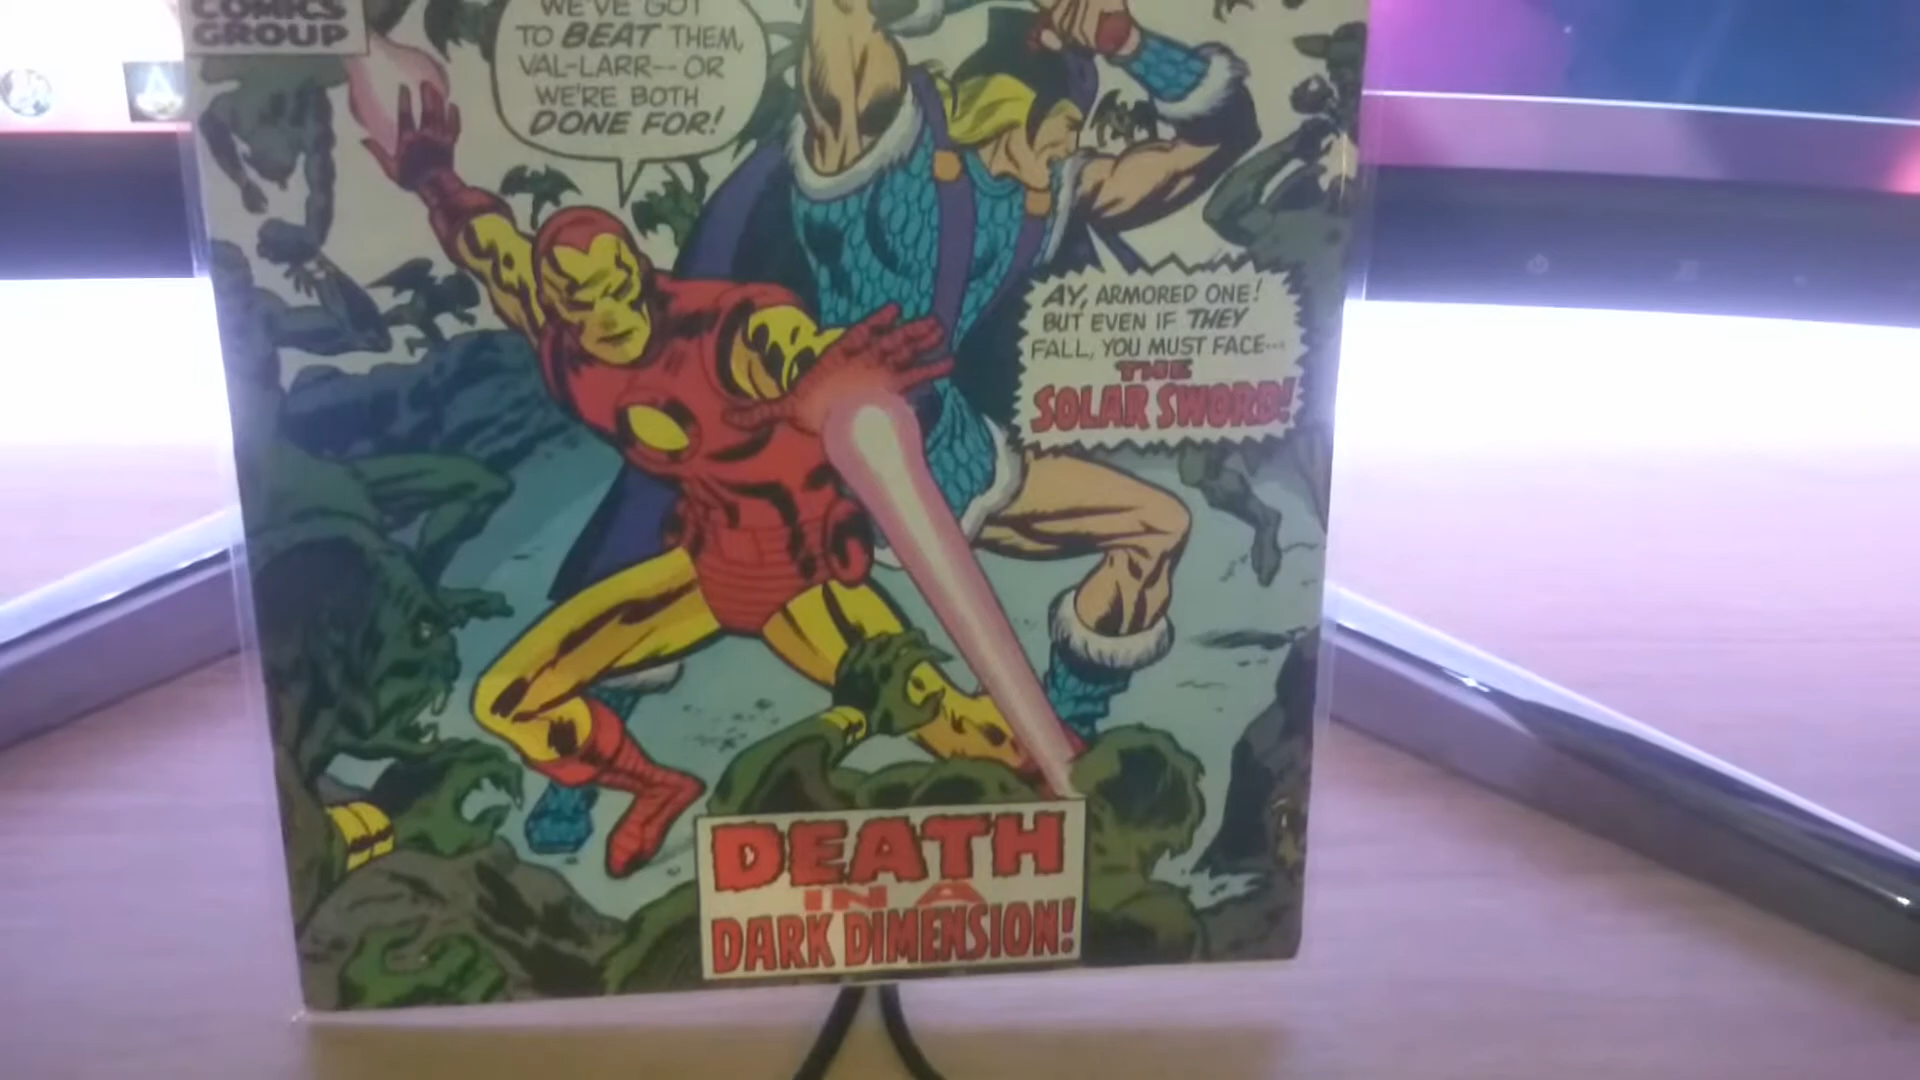 COMICS
GROUP
WE'VE GOT
TO BEAT THEM,
VAL-LARR-- OR
WE'RE BOTH
DONE FOR!
AY, ARMORED ONE!
BUT EVEN IF THEY
FALL, YOU MUST FACE--
THE
SOLAR SWORD!
DEATH
IN A
DARK DIMENSION!